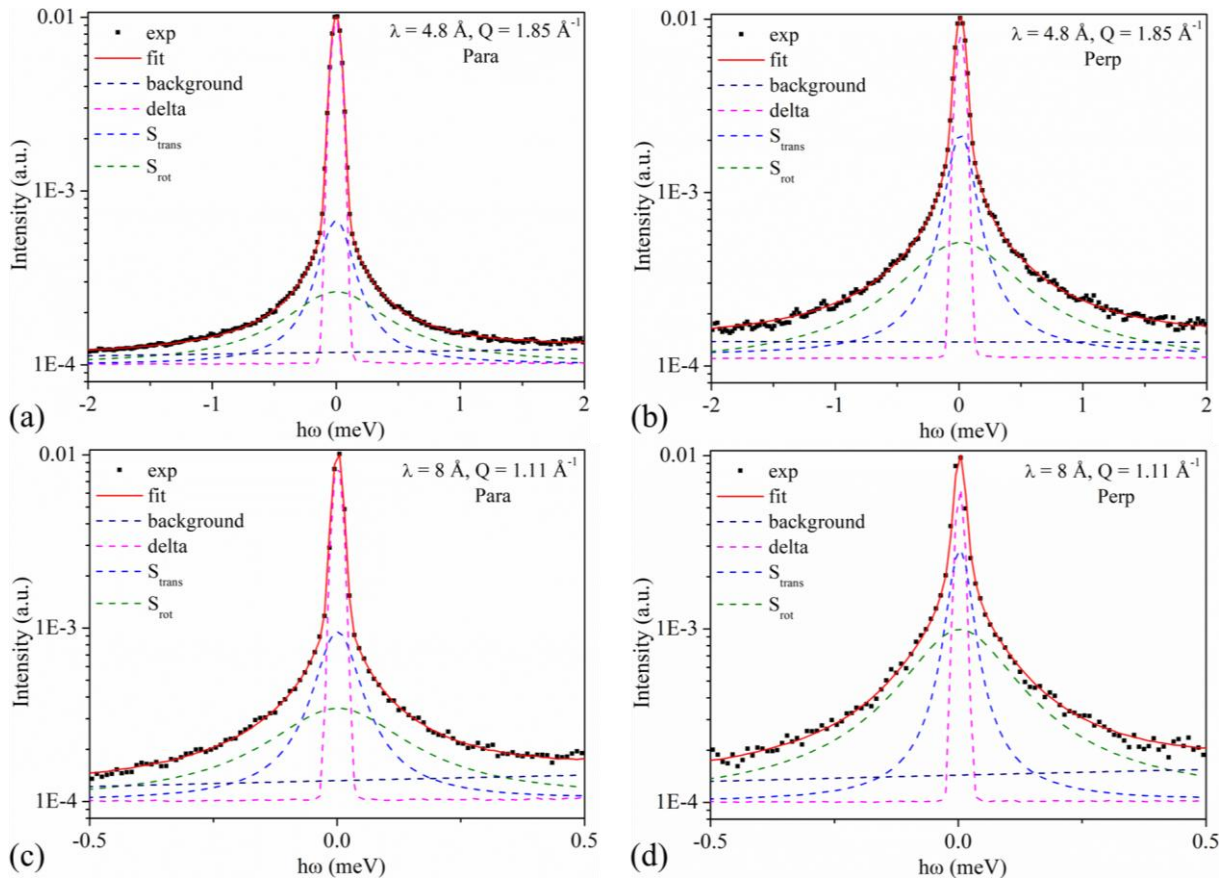 0.01
exp
fit
background
delta
S_trans
S_rot
λ = 4.8 Å, Q = 1.85 Å⁻¹
Para
Intensity (a.u.)
1E-3
1E-4
-2 -1 0 1 2
hω (meV)
(a)
0.01
exp
fit
background
delta
S_trans
S_rot
λ = 4.8 Å, Q = 1.85 Å⁻¹
Perp
Intensity (a.u.)
1E-3
1E-4
-2 -1 0 1 2
hω (meV)
(b)
0.01
exp
fit
background
delta
S_trans
S_rot
λ = 8 Å, Q = 1.11 Å⁻¹
Para
Intensity (a.u.)
1E-3
1E-4
-0.5 0.0 0.5
hω (meV)
(c)
0.01
exp
fit
background
delta
S_trans
S_rot
λ = 8 Å, Q = 1.11 Å⁻¹
Perp
Intensity (a.u.)
1E-3
1E-4
-0.5 0.0 0.5
hω (meV)
(d)